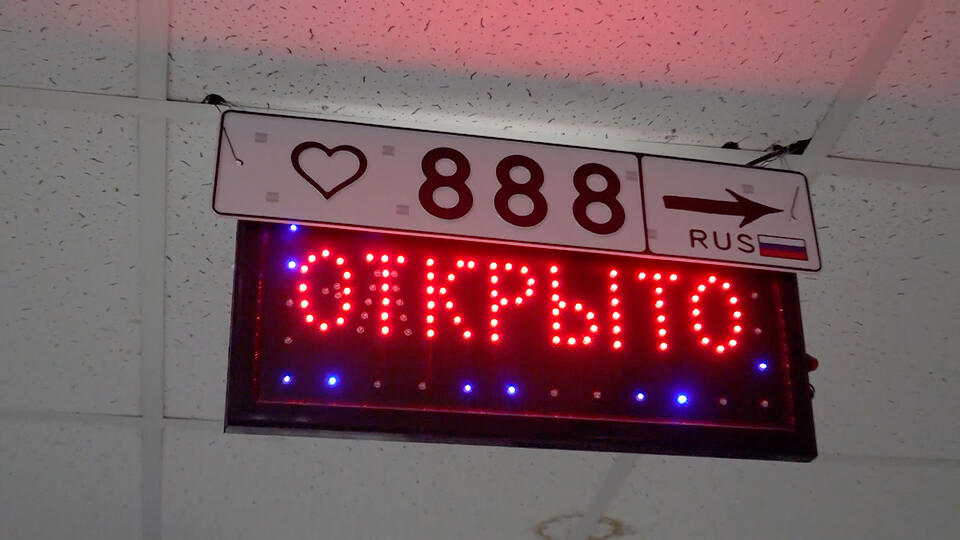 ♡ 888 →
RUS
ОТКРЫТО